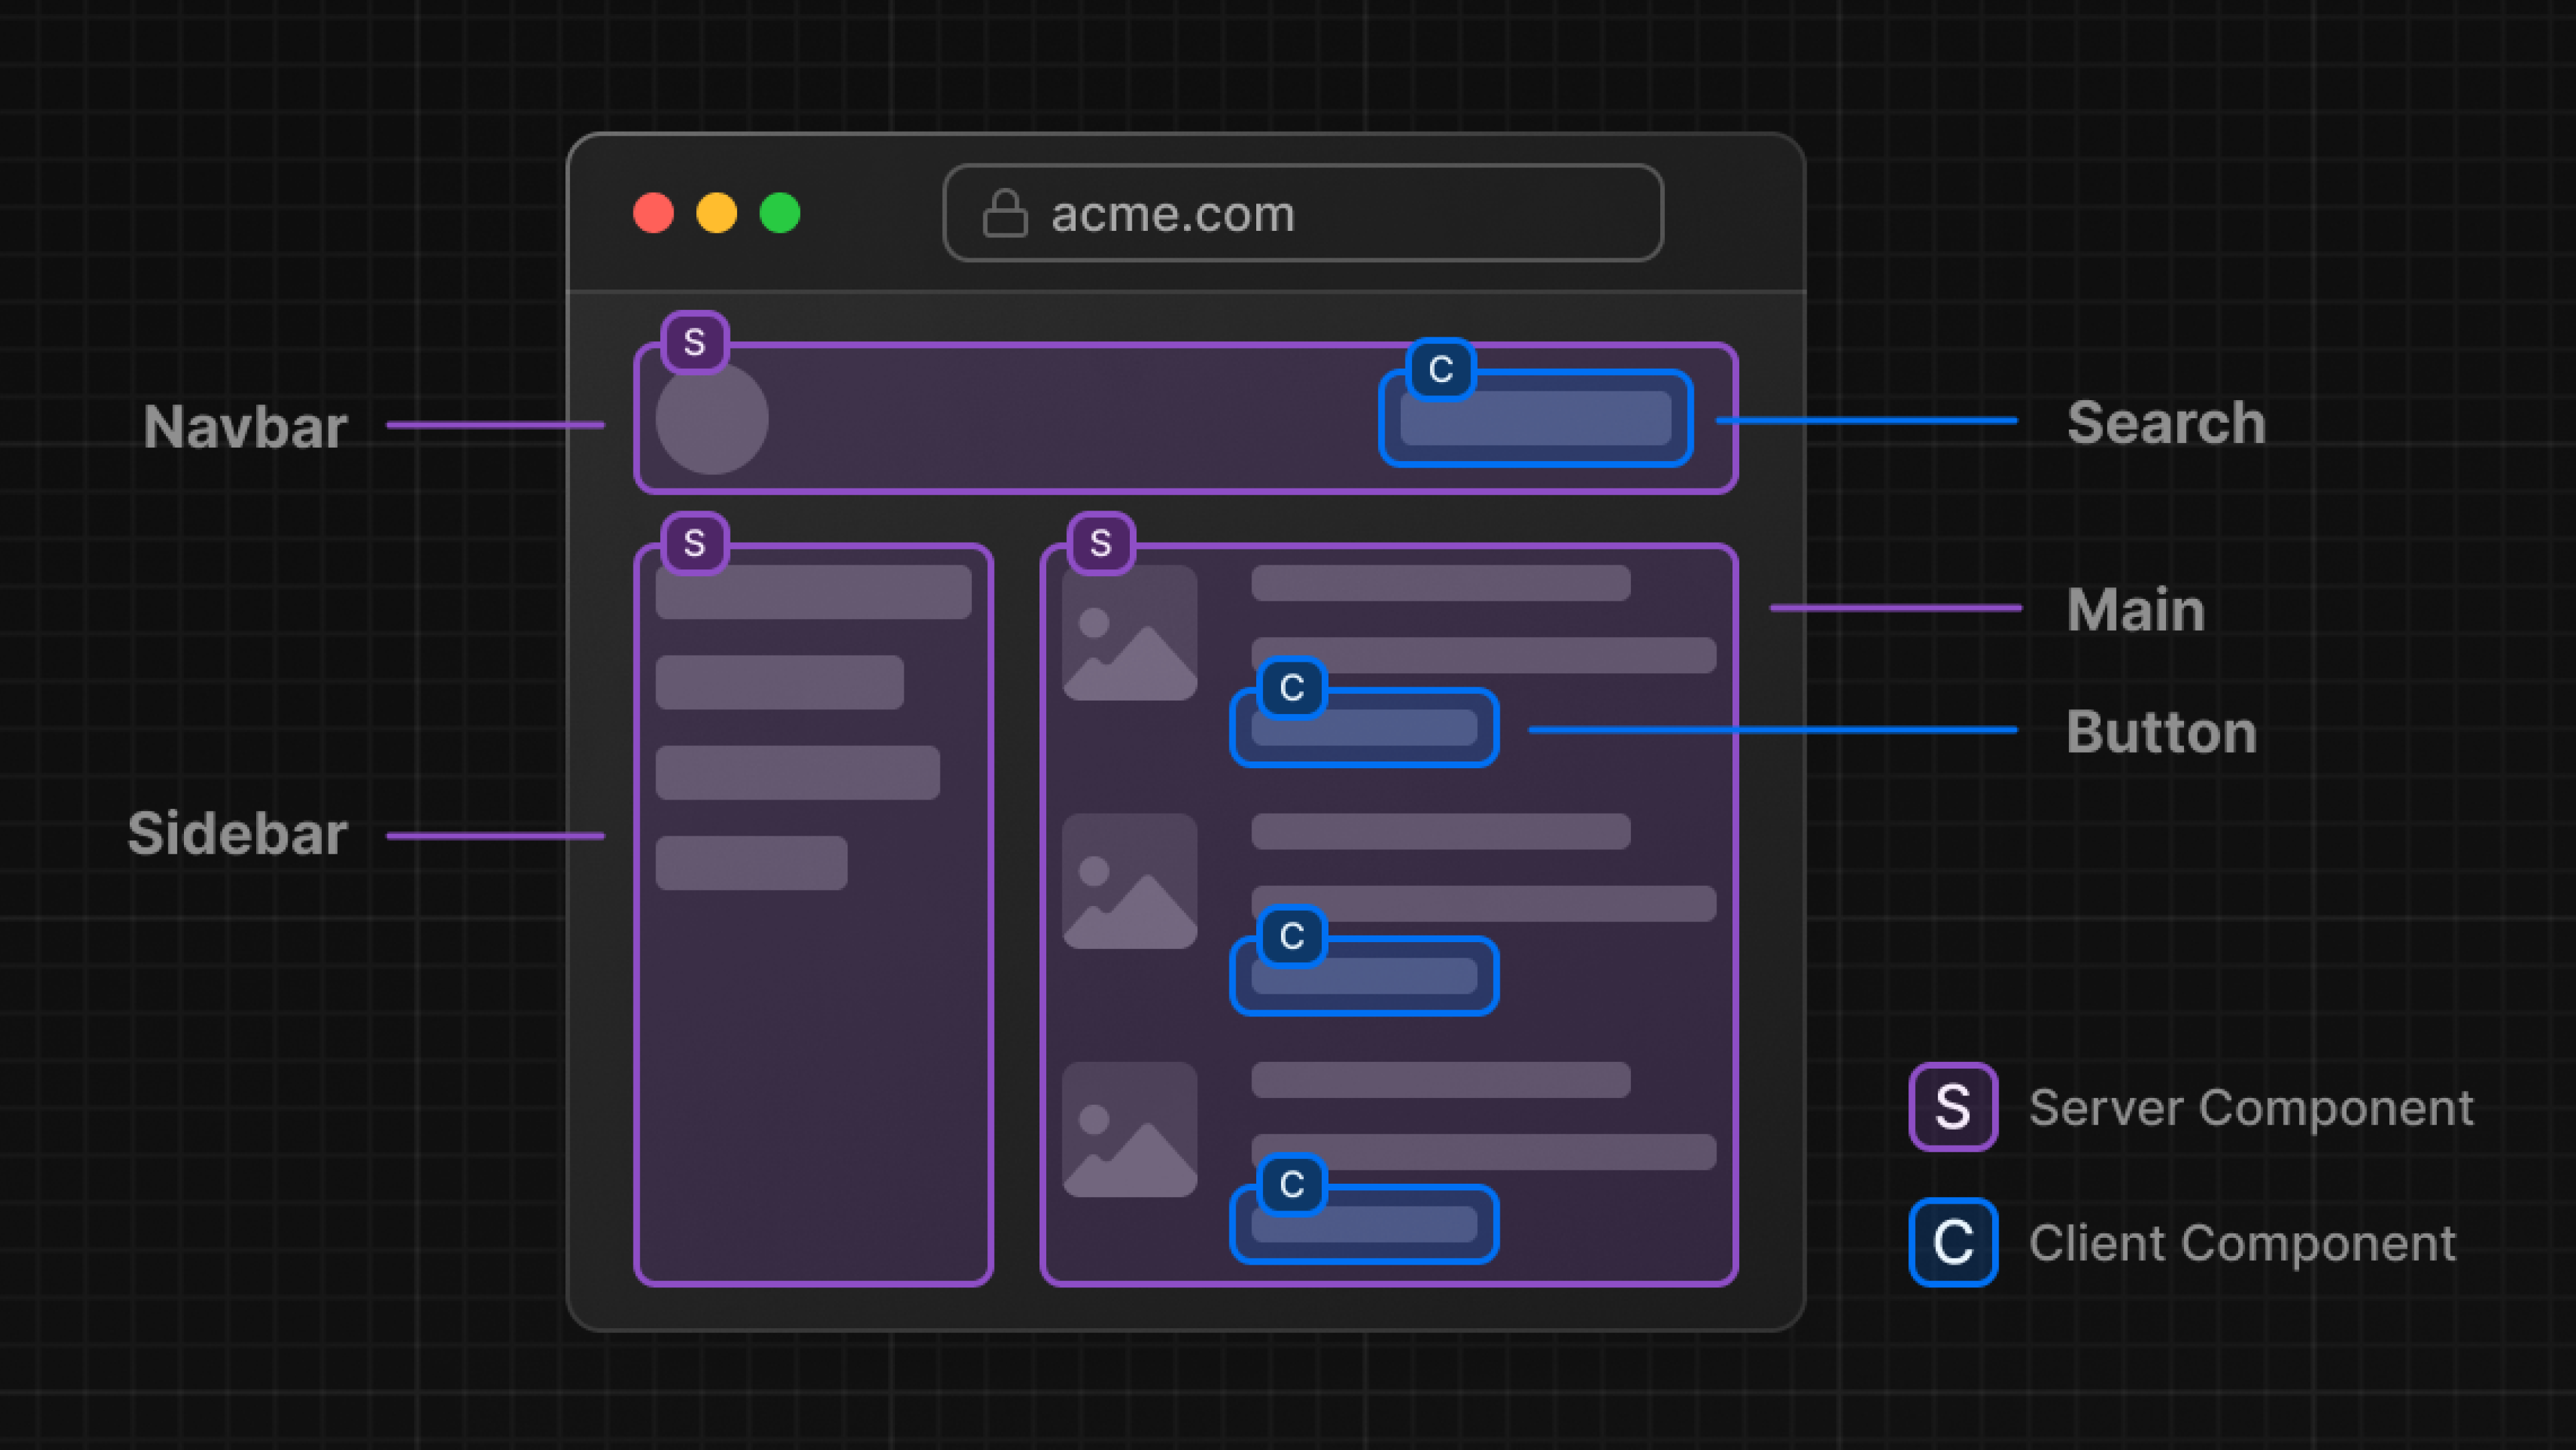 acme.com
S
C
Navbar
Search
S
S
Main
C
Button
Sidebar
C
S Server Component
C
C Client Component